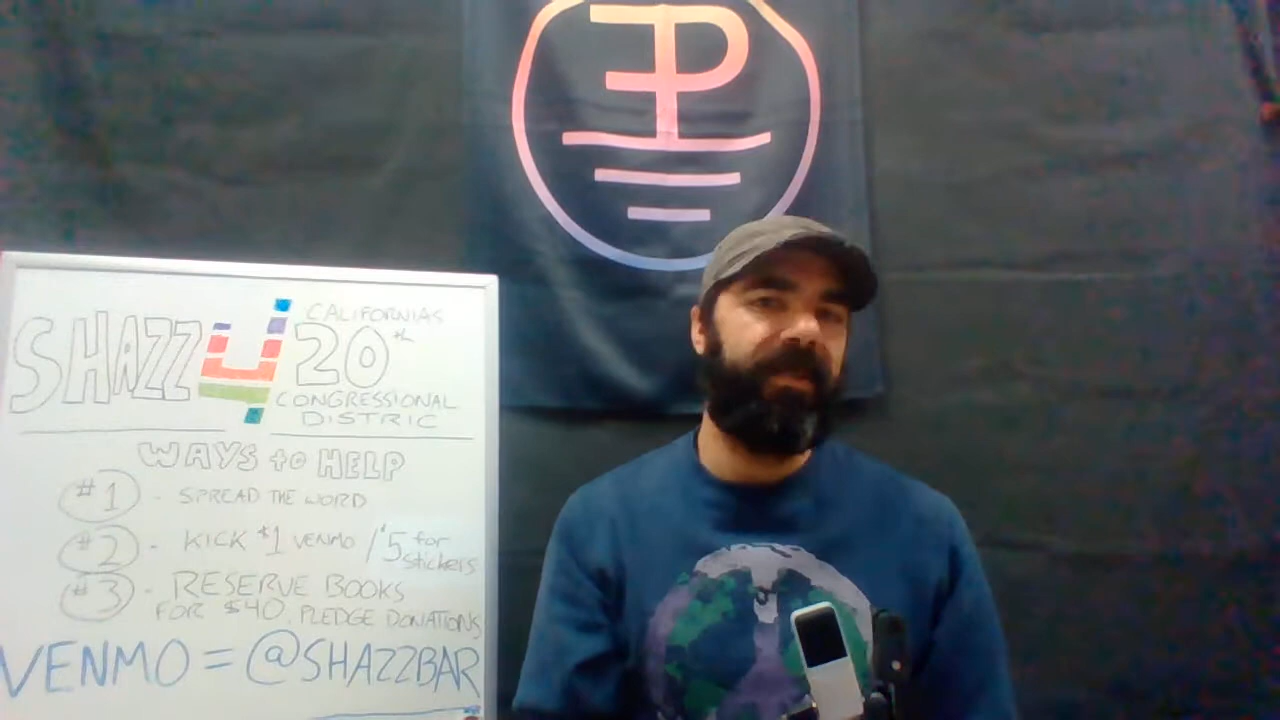 SHAZZ 4 CALIFORNIAS
20th
CONGRESSIONAL
DISTRIC
WAYS to HELP
#1 - SPREAD THE WORD
#2 - KICK $1 VENMO / $5 for stickers
#3 - RESERVE BOOKS
FOR $40. PLEDGE DONATIONS
VENMO = @SHAZZBAR